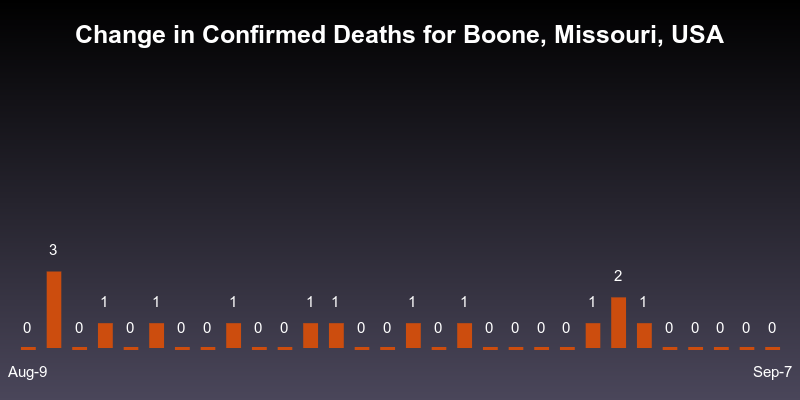 Change in Confirmed Deaths for Boone, Missouri, USA
3
2
1 1 1 1 1 1 1 1 1
0 0 0 0 0 0 0 0 0 0 0 0 0 0 0 0 0 0 0
Aug-9 Sep-7